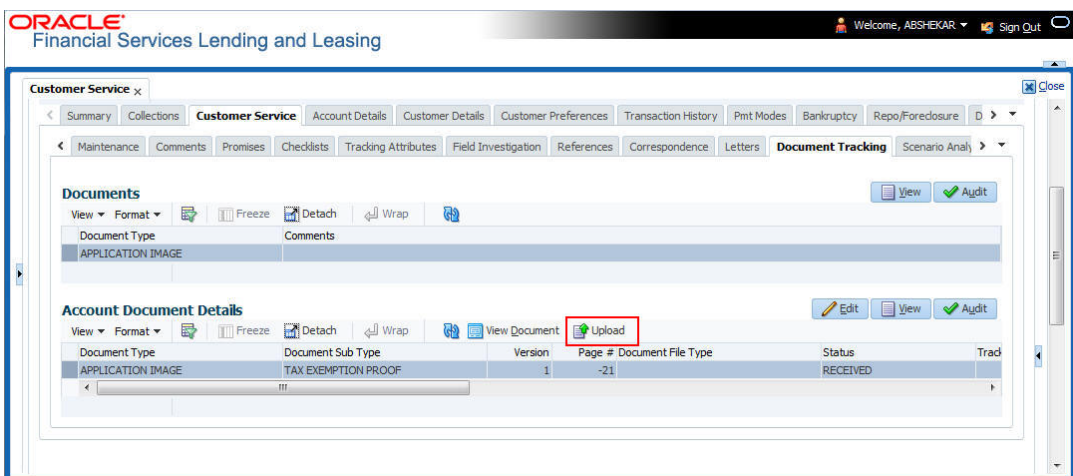 ORACLE
Financial Services Lending and Leasing
Welcome, ABSHEKAR Sign Out
Customer Service x Close
Summary Collections Customer Service Account Details Customer Details Customer Preferences Transaction History Pmt Modes Bankruptcy Repo/Foreclosure D
Maintenance Comments Promises Checklists Tracking Attributes Field Investigation References Correspondence Letters Document Tracking Scenario Analy
Documents View Audit
View Format Freeze Detach Wrap
Document Type Comments
APPLICATION IMAGE
Account Document Details Edit View Audit
View Format Freeze Detach Wrap View Document Upload
Document Type Document Sub Type Version Page # Document File Type Status Track
APPLICATION IMAGE TAX EXEMPTION PROOF 1 -21 RECEIVED